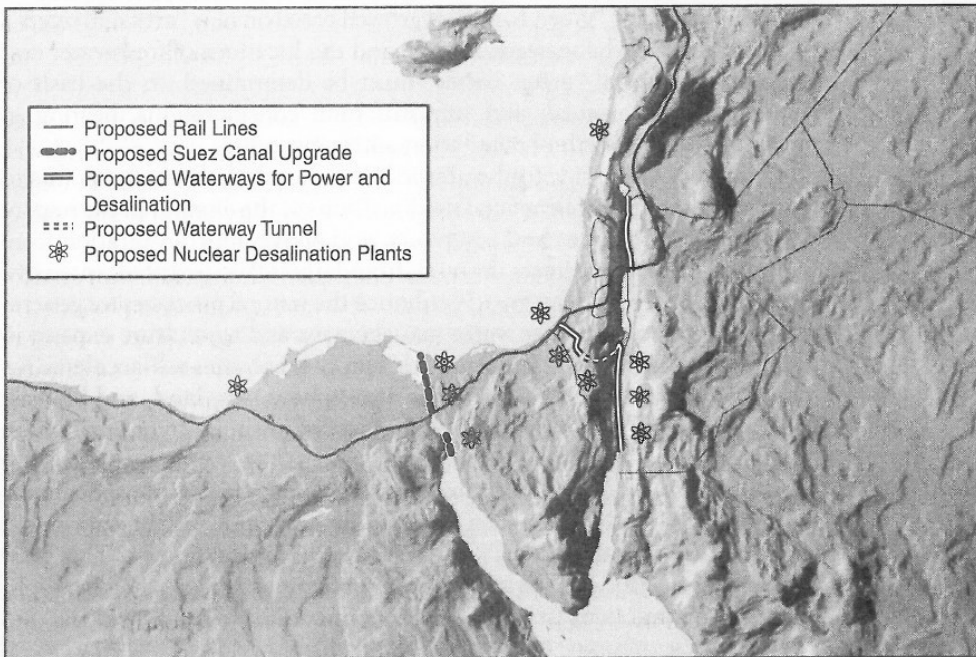 Proposed Rail Lines
Proposed Suez Canal Upgrade
Proposed Waterways for Power and
Desalination
Proposed Waterway Tunnel
Proposed Nuclear Desalination Plants